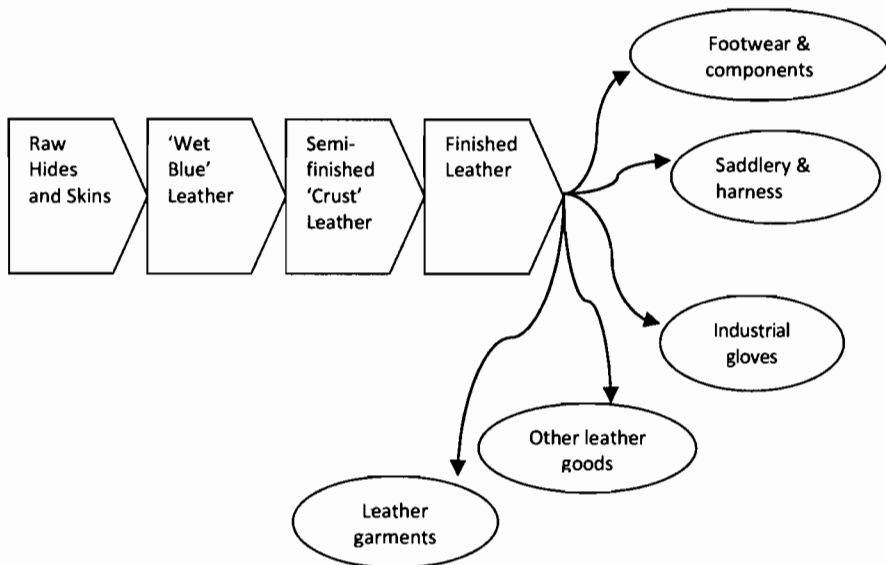 Raw
Hides
and Skins
‘Wet
Blue’
Leather
Semi-
finished
‘Crust’
Leather
Finished
Leather
Footwear &
components
Saddlery &
harness
Industrial
gloves
Other leather
goods
Leather
garments